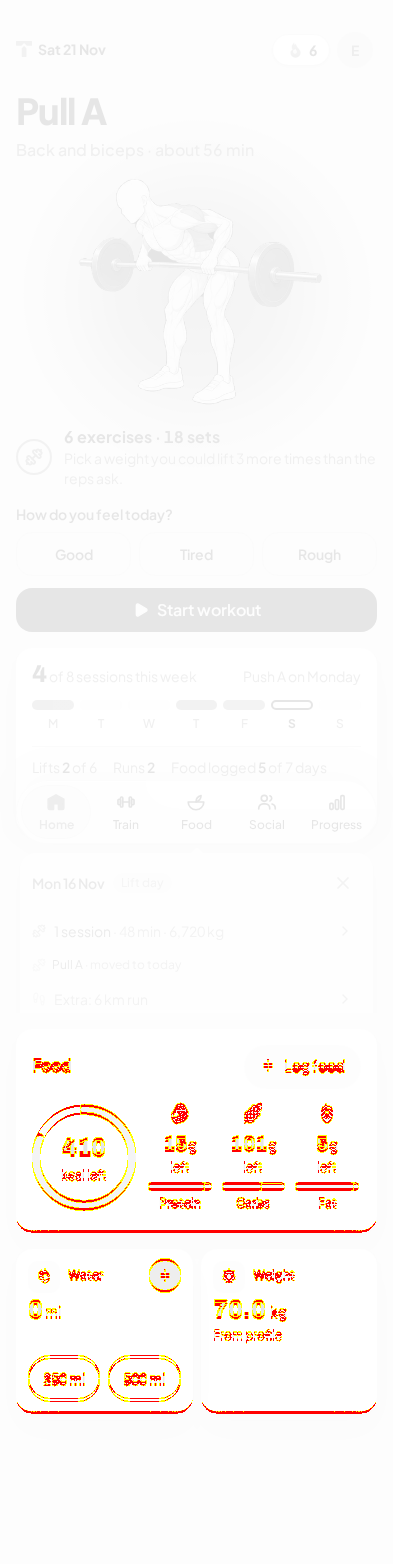 Sat 21 Nov
6
E
Pull A
Back and biceps · about 56 min
6 exercises · 18 sets
Pick a weight you could lift 3 more times than the
reps ask.
How do you feel today?
Good Tired Rough
Start workout
4 of 8 sessions this week Push A on Monday
M T W T F S S
Lifts 2 of 6 Runs 2 Food logged 5 of 7 days
Home Train Food Social Progress
Mon 16 Nov Lift day
1 session 48 min 6,720 kg
Pull A · moved to today
Extra: 6 km run
Food + Log food
410
kcal left
g
left
101g
left
g
left
Protein Carbs Fat
Water +
0 ml
350 ml 500 ml
Weight
70.0 kg
From profile